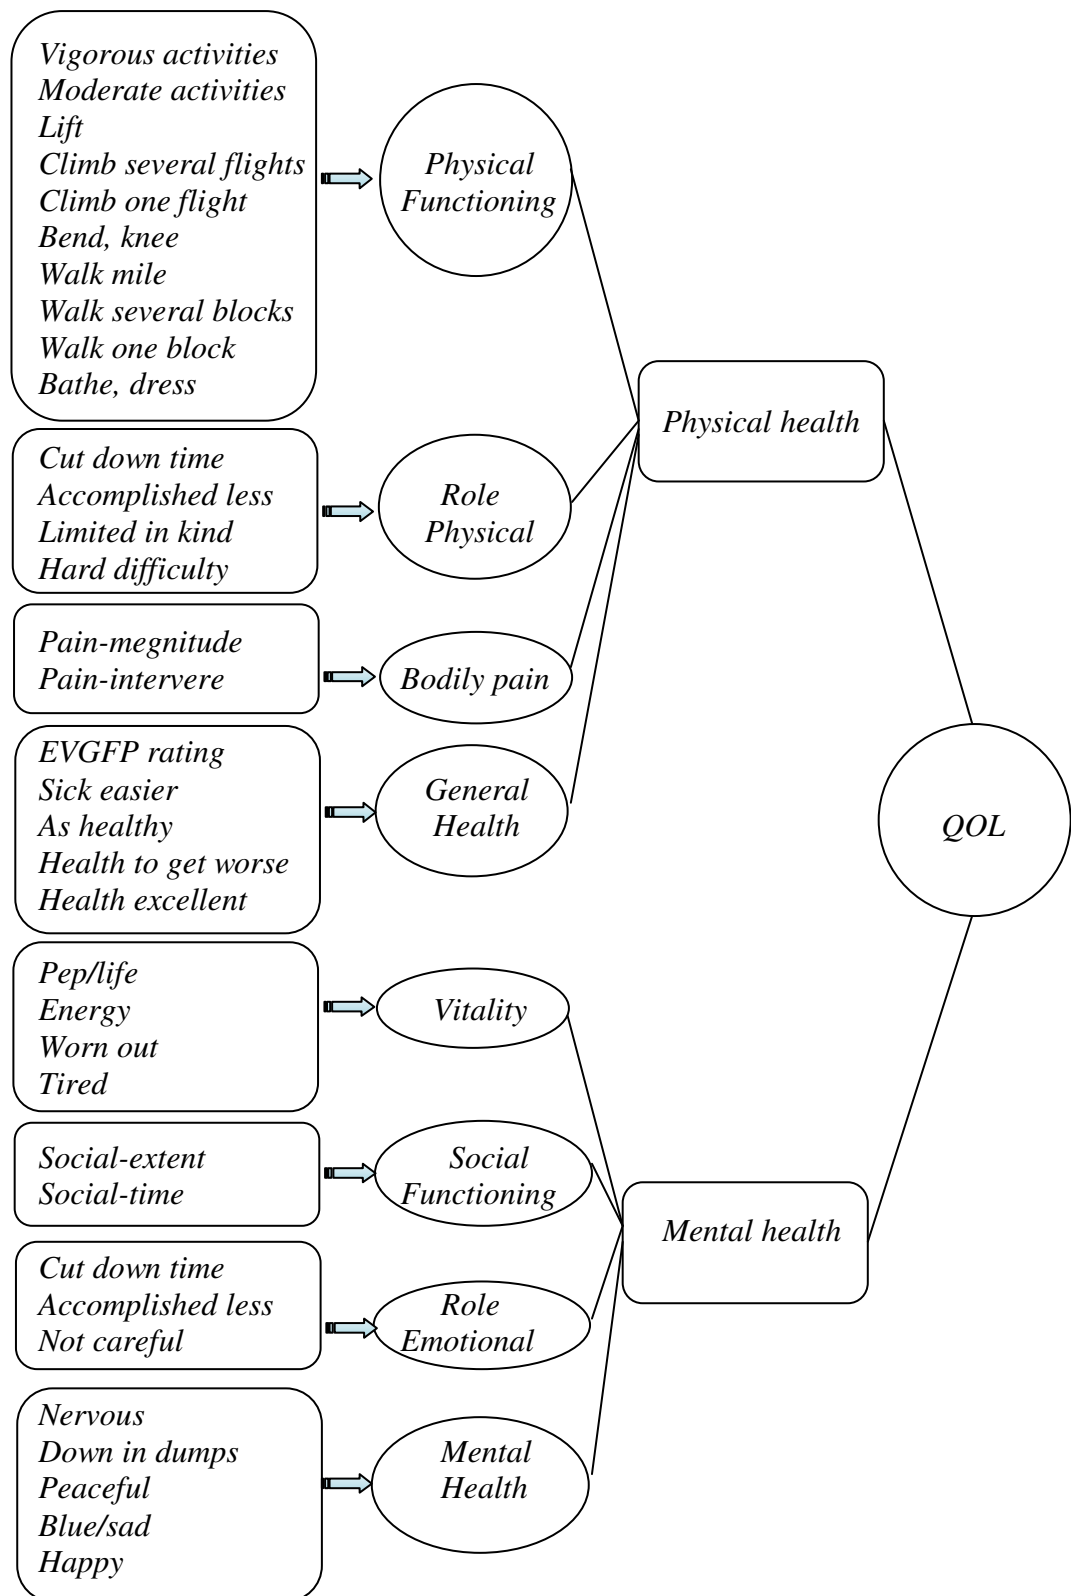 Vigorous activities
Moderate activities
Lift
Climb several flights
Climb one flight
Bend, knee
Walk mile
Walk several blocks
Walk one block
Bathe, dress
Physical
Functioning
Cut down time
Accomplished less
Limited in kind
Hard difficulty
Role
Physical
Pain-megnitude
Pain-intervere
Bodily pain
EVGFP rating
Sick easier
As healthy
Health to get worse
Health excellent
General
Health
Physical health
Pep/life
Energy
Worn out
Tired
Vitality
Social-extent
Social-time
Social
Functioning
Cut down time
Accomplished less
Not careful
Role
Emotional
Nervous
Down in dumps
Peaceful
Blue/sad
Happy
Mental
Health
Mental health
QOL